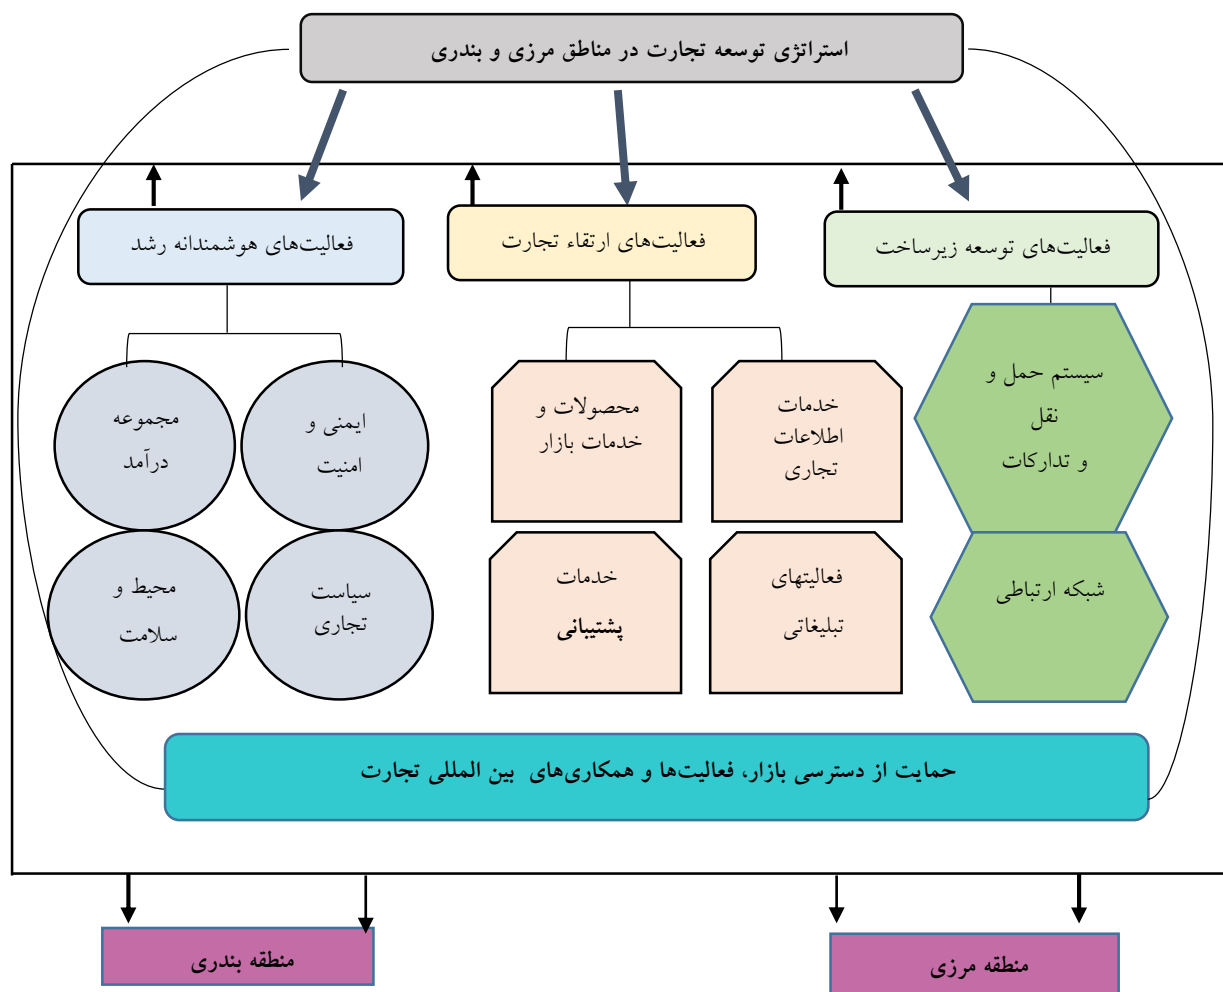 استراتژی توسعه تجارت در مناطق مرزی و بندری
فعالیت‌های توسعه زیرساخت
فعالیت‌های ارتقاء تجارت
فعالیت‌های هوشمندانه رشد
سیستم حمل و
نقل
و تدارکات
شبکه ارتباطی
خدمات
اطلاعات
تجاری
محصولات و
خدمات بازار
فعالیتهای
تبلیغاتی
خدمات
پشتیبانی
ایمنی و
امنیت
مجموعه
درآمد
سیاست
تجاری
محیط و
سلامت
حمایت از دسترسی بازار، فعالیت‌ها و همکاری‌های بین المللی تجارت
منطقه مرزی
منطقه بندری